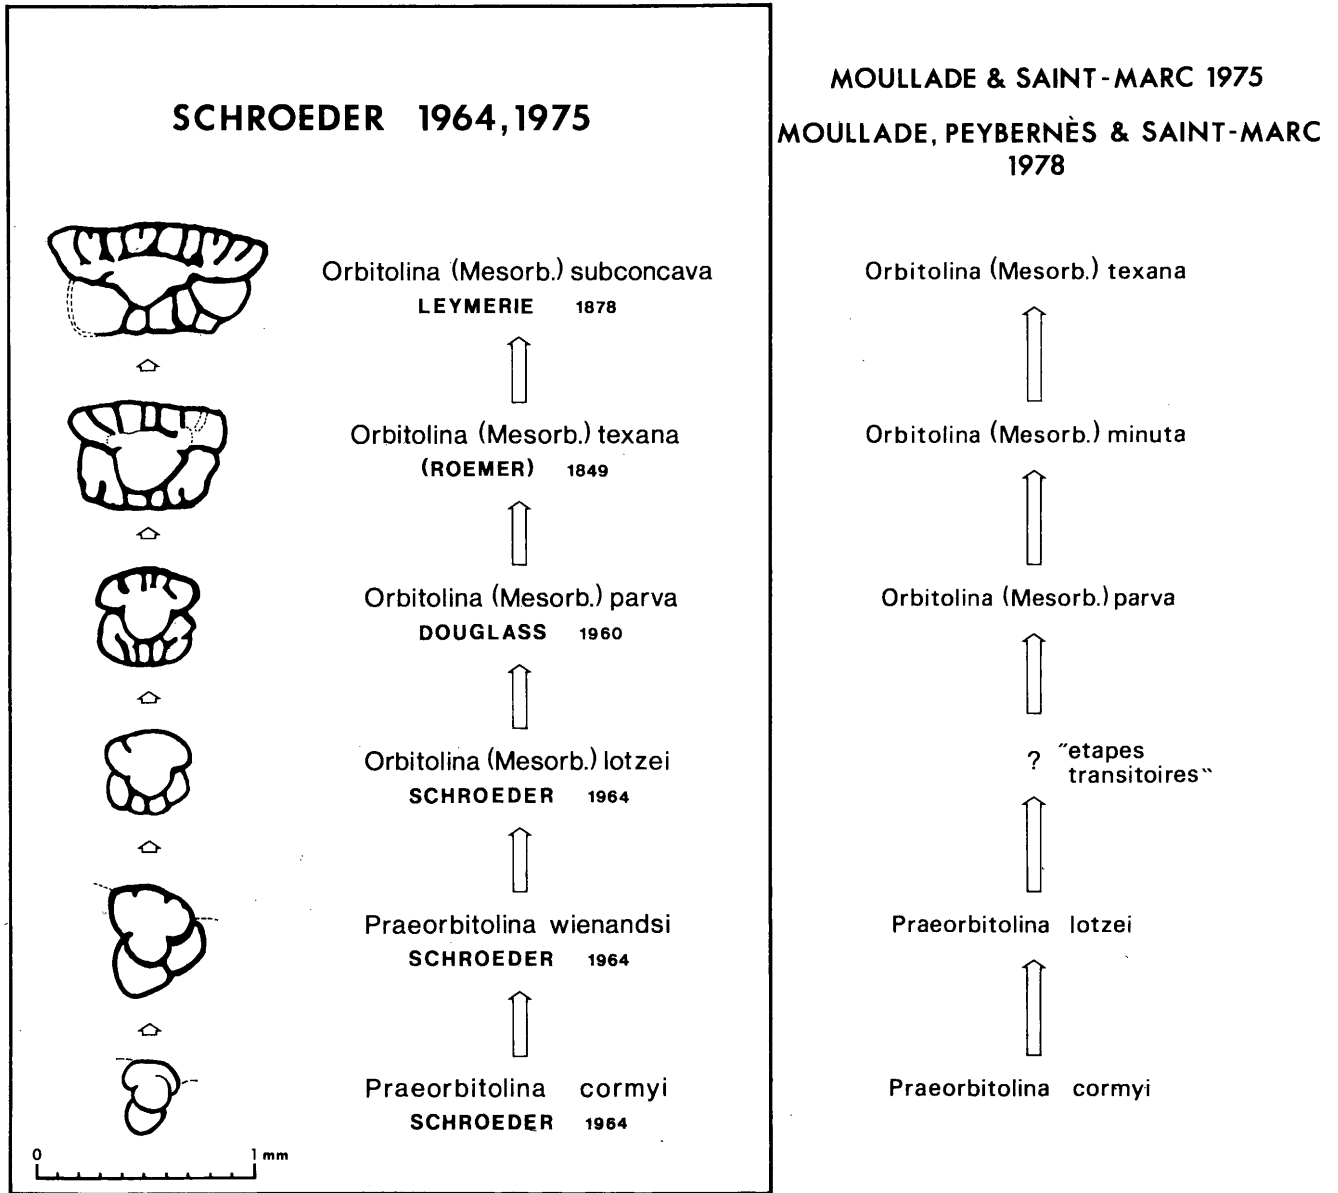 SCHROEDER 1964,1975
Orbitolina (Mesorb.) subconcava
LEYMERIE 1878
Orbitolina (Mesorb.) texana
(ROEMER) 1849
Orbitolina (Mesorb.) parva
DOUGLASS 1960
Orbitolina (Mesorb.) lotzei
SCHROEDER 1964
Praeorbitolina wienandsi
SCHROEDER 1964
Praeorbitolina cormyi
SCHROEDER 1964
0 1 mm
MOULLADE & SAINT-MARC 1975
MOULLADE, PEYBERNÈS & SAINT-MARC
1978
Orbitolina (Mesorb.) texana
Orbitolina (Mesorb.) minuta
Orbitolina (Mesorb.) parva
? "etapes
transitoires"
Praeorbitolina lotzei
Praeorbitolina cormyi